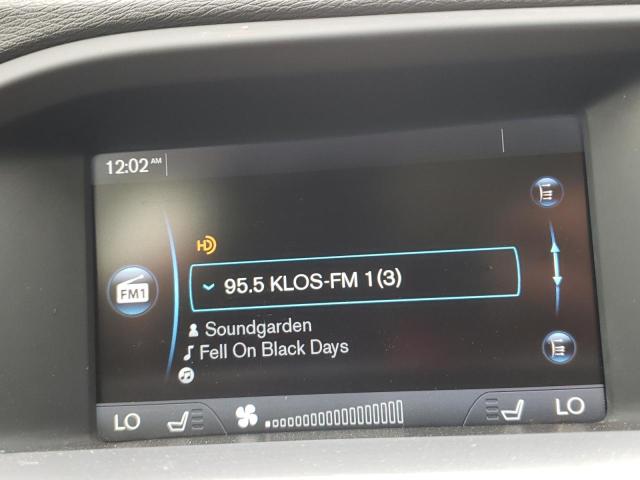 12:02 AM
HD
95.5 KLOS-FM 1(3)
FM1
Soundgarden
Fell On Black Days
LO LO